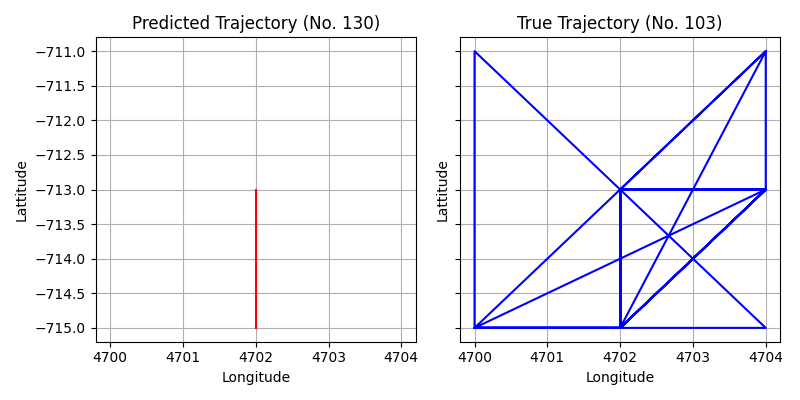 Predicted Trajectory (No. 130)
True Trajectory (No. 103)
−711.0
−711.5
−712.0
−712.5
−713.0
−713.5
−714.0
−714.5
−715.0
Lattitude
Lattitude
4700 4701 4702 4703 4704
4700 4701 4702 4703 4704
Longitude
Longitude